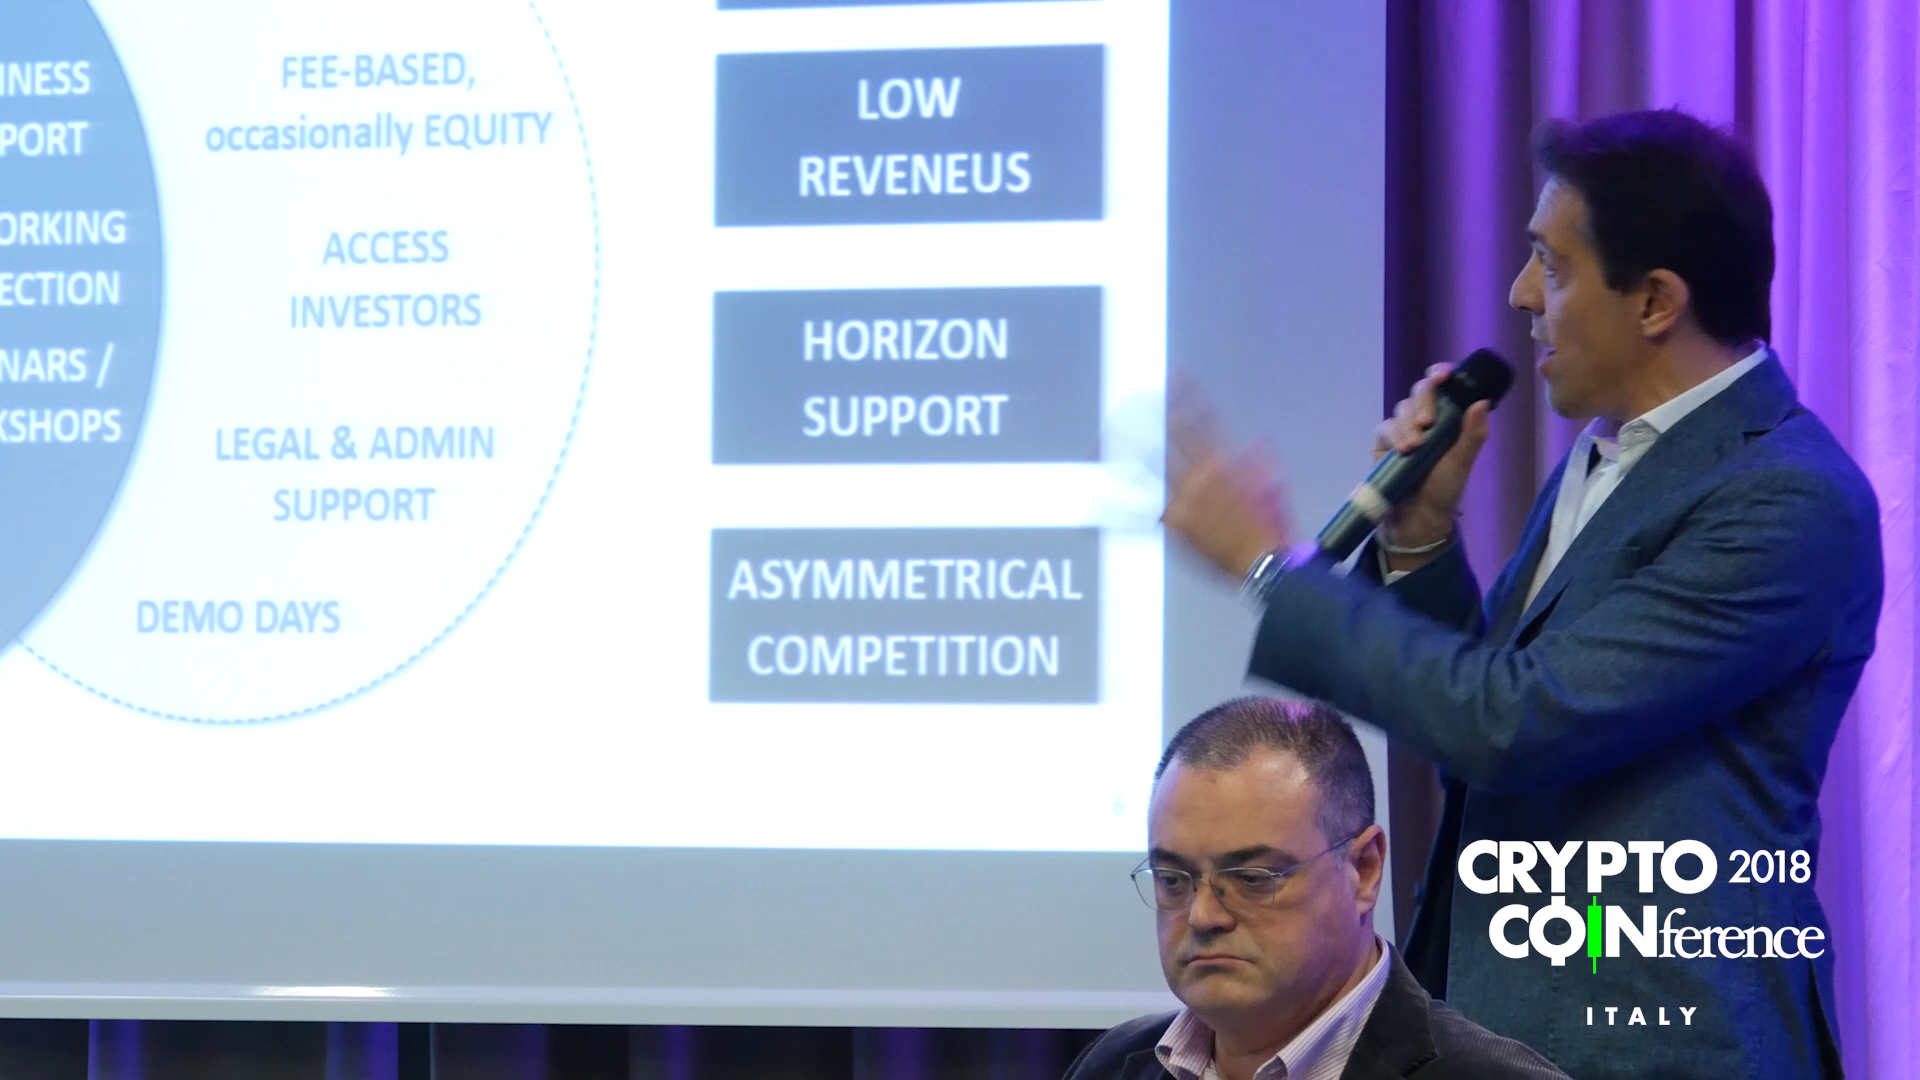 INESS
PORT
ORKING
ECTION
NARS /
KSHOPS
FEE-BASED,
occasionally EQUITY
ACCESS
INVESTORS
LEGAL & ADMIN
SUPPORT
DEMO DAYS
LOW
REVENEUS
HORIZON
SUPPORT
ASYMMETRICAL
COMPETITION
6
CRYPTO 2018
COINference
ITALY